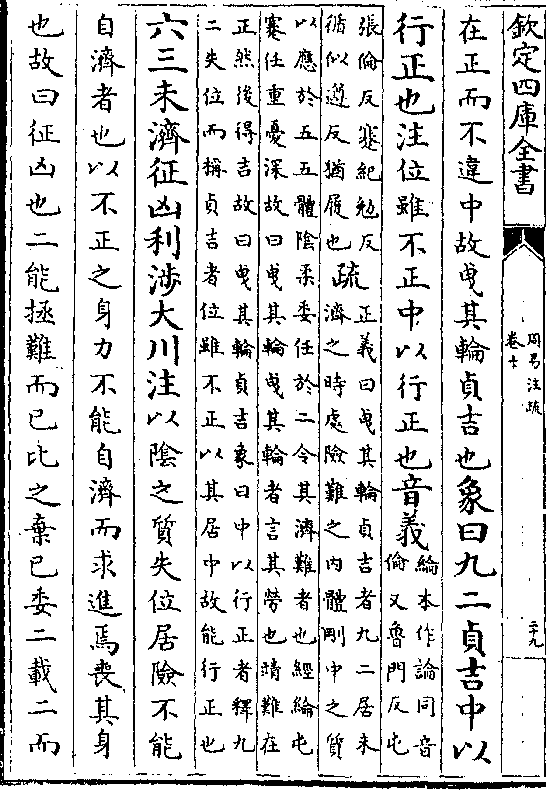 欽定四庫全書
周易注疏
卷十
二十九
在正而不違中故曳其輪貞吉也象曰九二貞吉中以
行正也注位雖不正中以行正也音義
綸本作論同音
倫又魯門反屯
張倫反蹇紀勉反
循似遵反猶履也
疏
正義曰曳其輪貞吉者九二居未
濟之時處險難之内體剛中之質
以應於五五體陰柔委任於二令其濟難者也經綸屯
蹇任重憂深故曰曳其輪曳其輪者言其勞也靖難在
正然後得吉故曰曳其輪貞吉象曰中以行正者釋九
二失位而稱貞吉者位雖不正以其居中故能行正也
六三未濟征凶利涉大川注以陰之質失位居險不能
自濟者也以不正之身力不能自濟而求進焉喪其身
也故曰征凶也二能拯難而已比之棄已委二載二而